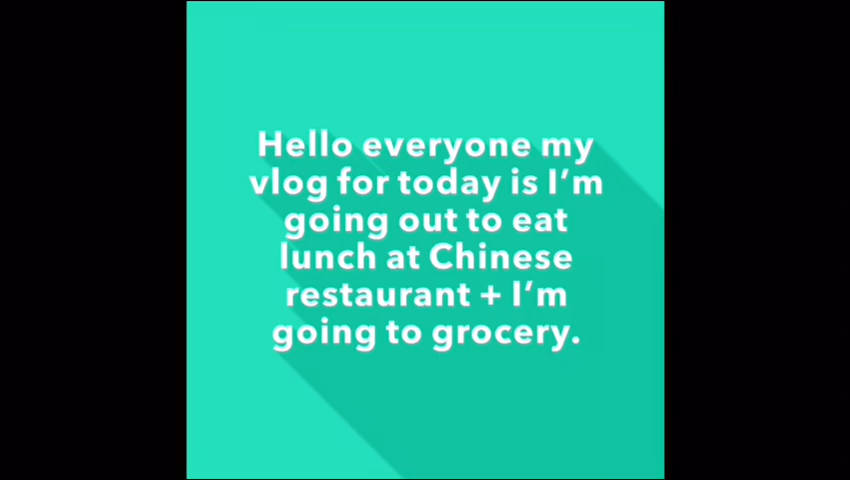 Hello everyone my
vlog for today is I’m
going out to eat
lunch at Chinese
restaurant + I’m
going to grocery.